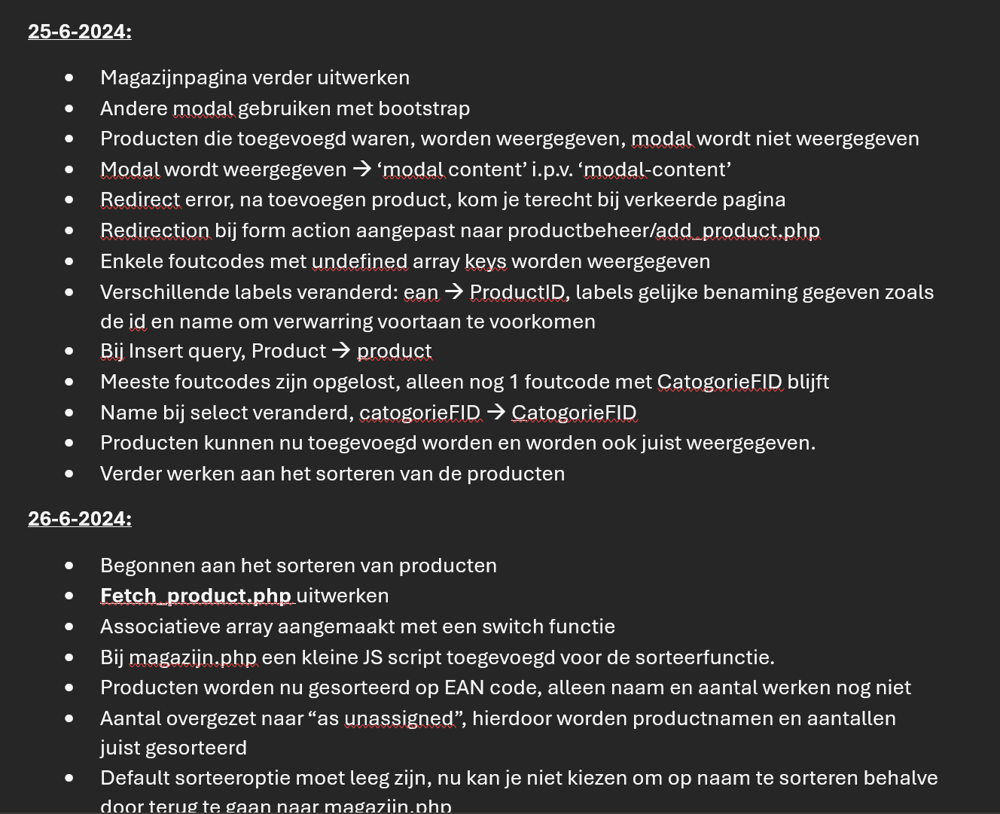 25-6-2024:
• Magazijnpagina verder uitwerken
• Andere modal gebruiken met bootstrap
• Producten die toegevoegd waren, worden weergegeven, modal wordt niet weergegeven
• Modal wordt weergegeven → ‘modal content’ i.p.v. ‘modal-content’
• Redirect error, na toevoegen product, kom je terecht bij verkeerde pagina
• Redirection bij form action aangepast naar productbeheer/add_product.php
• Enkele foutcodes met undefined array keys worden weergegeven
• Verschillende labels veranderd: ean → ProductID, labels gelijke benaming gegeven zoals
de id en name om verwarring voortaan te voorkomen
• Bij Insert query, Product → product
• Meeste foutcodes zijn opgelost, alleen nog 1 foutcode met CatogorieFID blijft
• Name bij select veranderd, catogorieFID → CatogorieFID
• Producten kunnen nu toegevoegd worden en worden ook juist weergegeven.
• Verder werken aan het sorteren van de producten
26-6-2024:
• Begonnen aan het sorteren van producten
• Fetch_product.php uitwerken
• Associatieve array aangemaakt met een switch functie
• Bij magazijn.php een kleine JS script toegevoegd voor de sorteerfunctie.
• Producten worden nu gesorteerd op EAN code, alleen naam en aantal werken nog niet
• Aantal overgezet naar “as unassigned”, hierdoor worden productnamen en aantallen
juist gesorteerd
• Default sorteeroptie moet leeg zijn, nu kan je niet kiezen om op naam te sorteren behalve
door terug te gaan naar magazijn.php